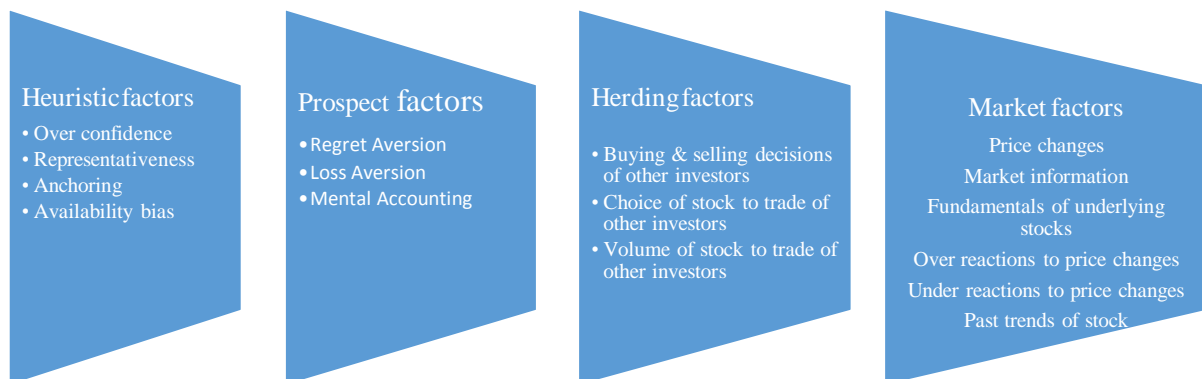 Heuristic factors
• Over confidence
• Representativeness
• Anchoring
• Availability bias
Prospect factors
• Regret Aversion
• Loss Aversion
• Mental Accounting
Herding factors
• Buying & selling decisions
of other investors
• Choice of stock to trade of
other investors
• Volume of stock to trade of
other investors
Market factors
Price changes
Market information
Fundamentals of underlying
stocks
Over reactions to price changes
Under reactions to price changes
Past trends of stock